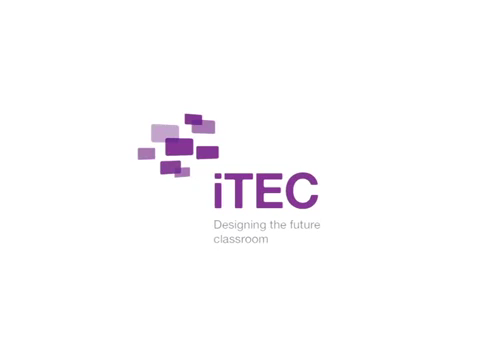 iTEC
Designing the future
classroom